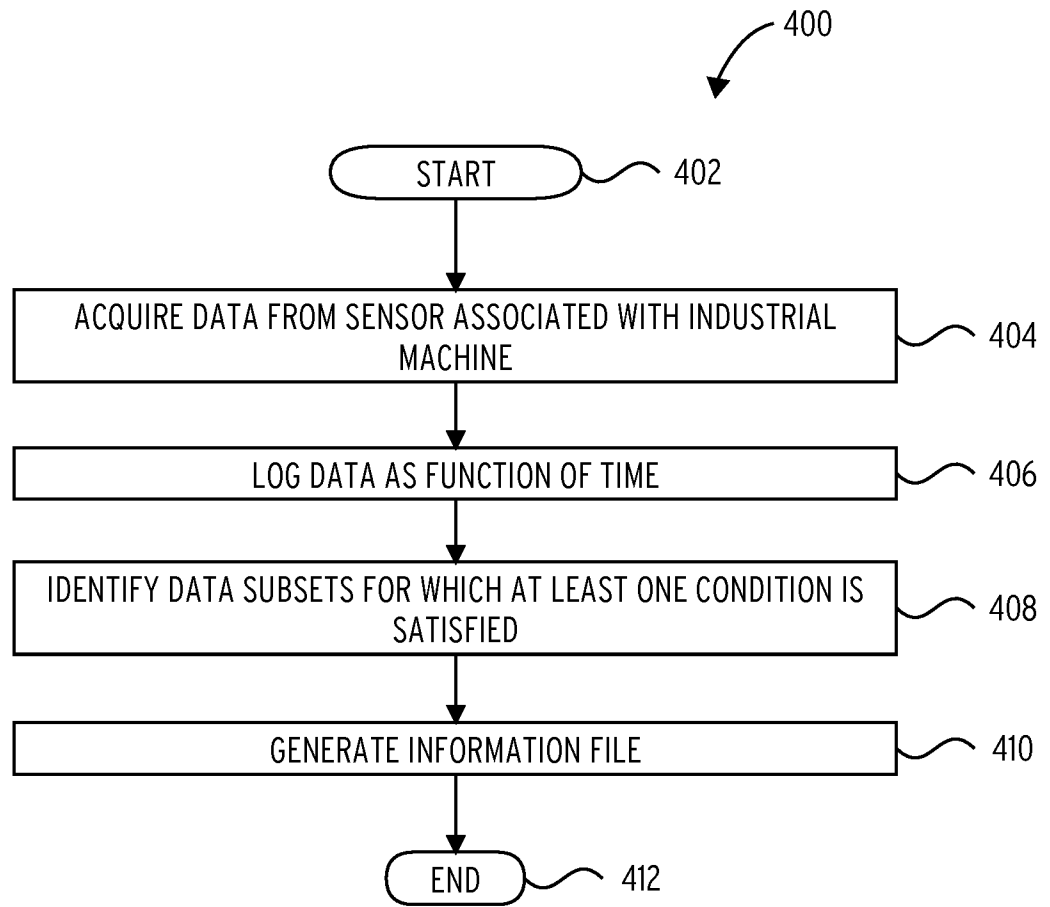 400
START
402
ACQUIRE DATA FROM SENSOR ASSOCIATED WITH INDUSTRIAL
MACHINE
404
LOG DATA AS FUNCTION OF TIME
406
IDENTIFY DATA SUBSETS FOR WHICH AT LEAST ONE CONDITION IS
SATISFIED
408
GENERATE INFORMATION FILE
410
END
412